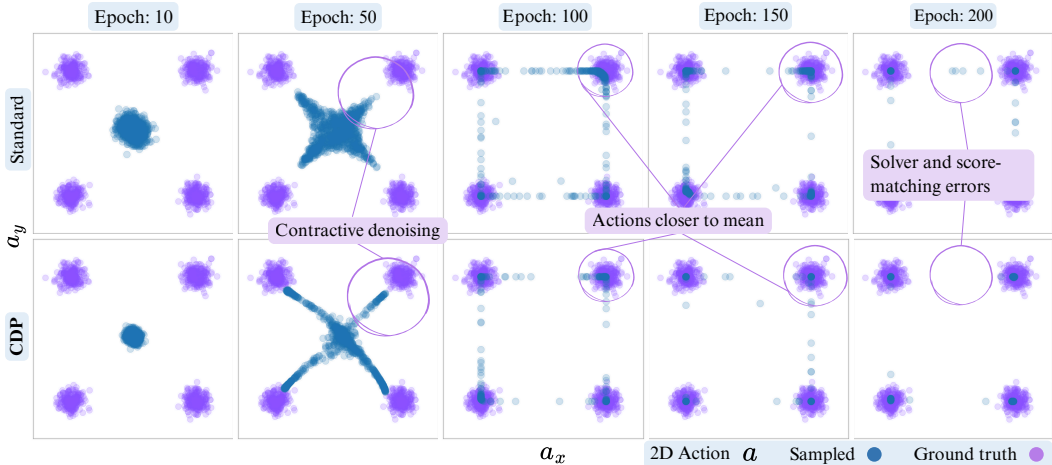 Epoch: 10
Epoch: 50
Epoch: 100
Epoch: 150
Epoch: 200
Standard
Solver and score-
matching errors
Contractive denoising
Actions closer to mean
a_y
CDP
a_x
2D Action a
Sampled
Ground truth